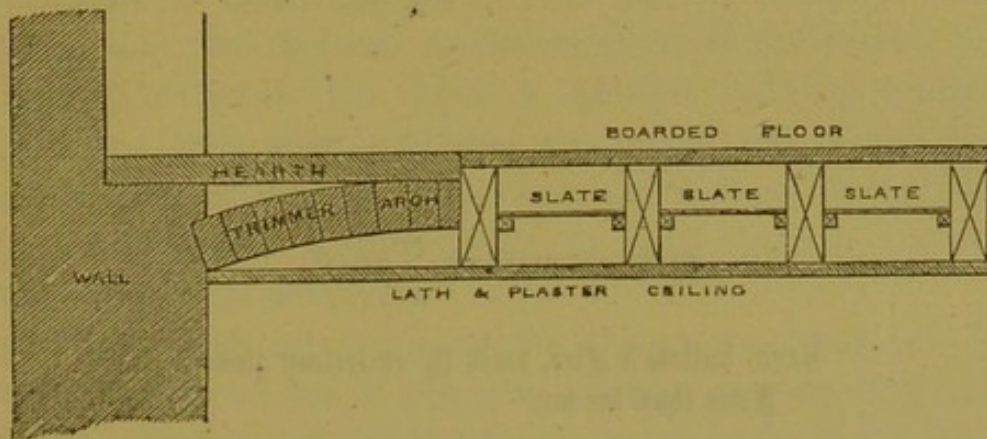 BOARDED FLOOR
HEARTH
SLATE SLATE SLATE
TRIMMER ARCH
WALL
LATH & PLASTER CEILING